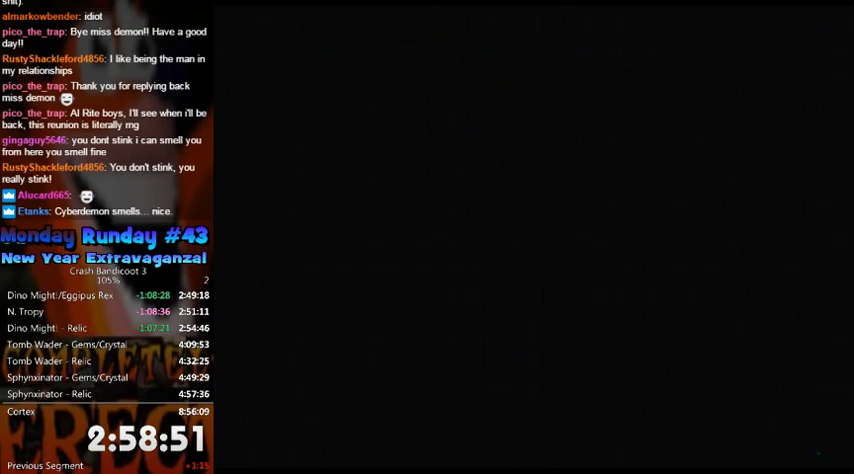 shit).
almarkowbender: idiot
pico_the_trap: Bye miss demon!! Have a good
day!!
RustyShackleford4856: I like being the man in
my relationships
pico_the_trap: Thank you for replying back
miss demon
pico_the_trap: Al Rite boys, I'll see when i'll be
back, this reunion is literally rng
gingaguy5646: you dont stink i can smell you
from here you smell fine
RustyShackleford4856: You don't stink, you
really stink!
Alucard665:
Etanks: Cyberdemon smells... nice.
Monday Runday #43
New Year Extravaganza!
Crash Bandicoot 3
105% 2
Dino Might!/Eggipus Rex -1:08:28 2:49:18
N. Tropy -1:08:36 2:51:11
Dino Might! - Relic -1:07:21 2:54:46
Tomb Wader - Gems/Crystal 4:09:53
Tomb Wader - Relic 4:32:25
Sphynxinator - Gems/Crystal 4:49:29
Sphynxinator - Relic 4:57:36
Cortex 8:56:09
2:58:51
Previous Segment +1:15